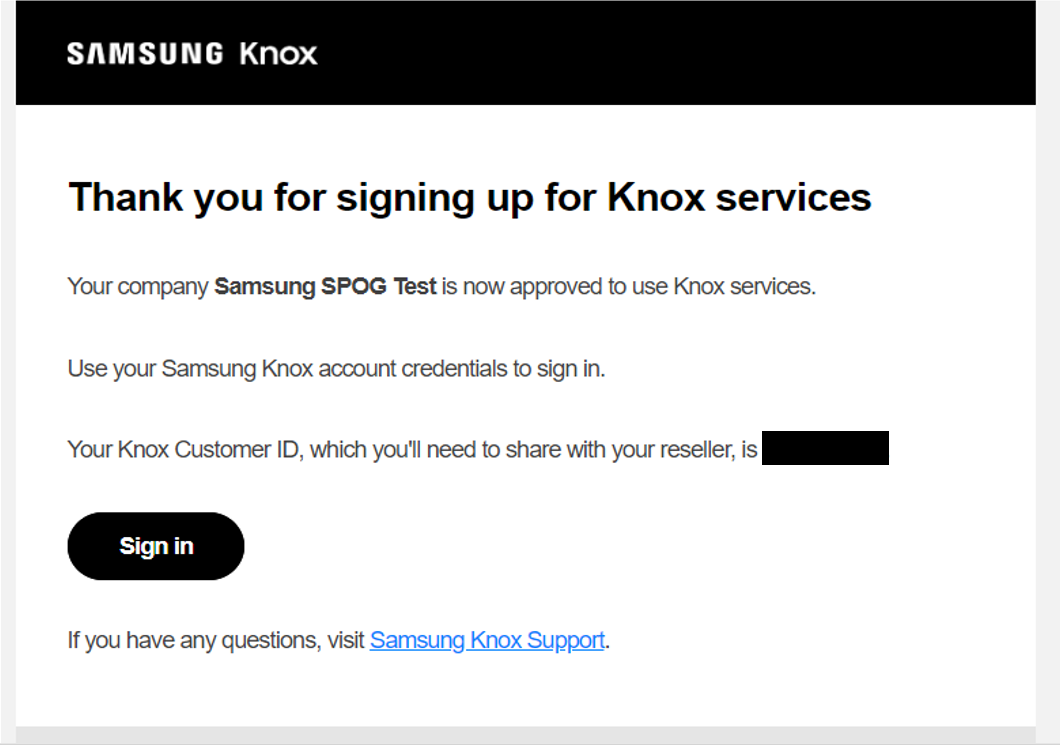 SAMSUNG Knox
Thank you for signing up for Knox services
Your company Samsung SPOG Test is now approved to use Knox services.
Use your Samsung Knox account credentials to sign in.
Your Knox Customer ID, which you'll need to share with your reseller, is
Sign in
If you have any questions, visit Samsung Knox Support.